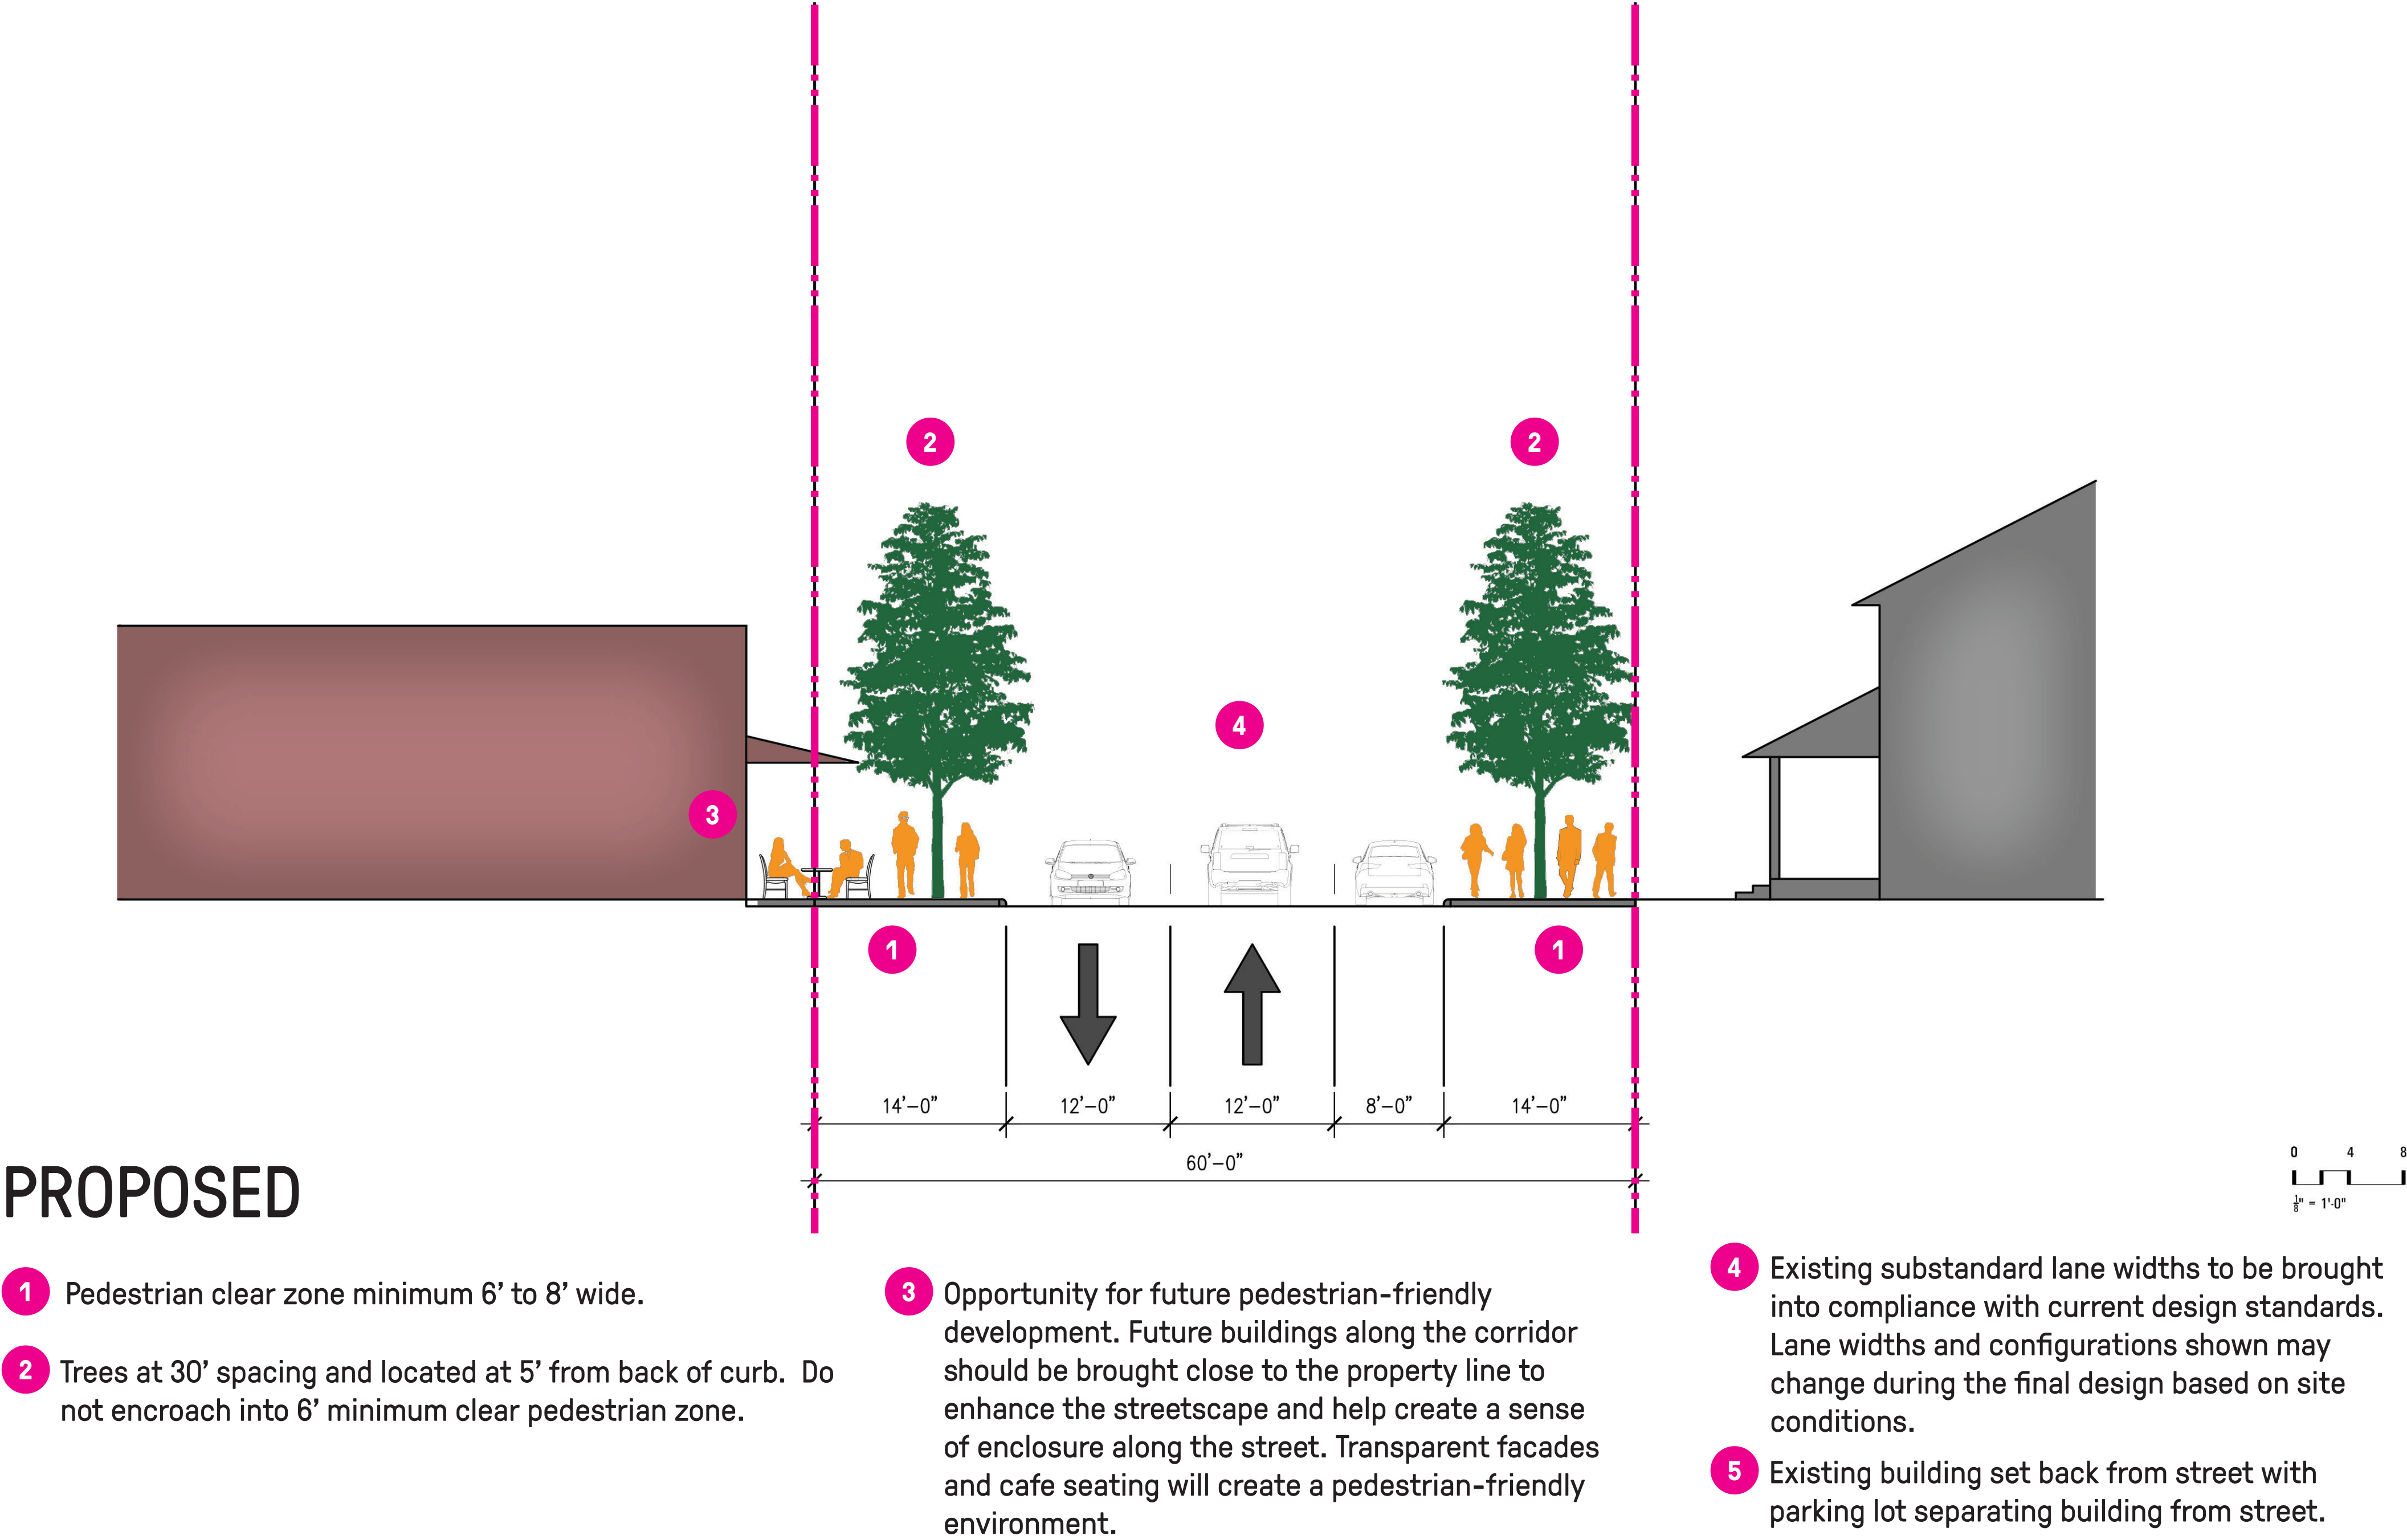 2
2
4
3
1
1
14’–0”
12’–0”
12’–0”
8’–0”
14’–0”
60’–0”
0 4 8
1/8" = 1'-0"
PROPOSED
1 Pedestrian clear zone minimum 6’ to 8’ wide.
2 Trees at 30’ spacing and located at 5’ from back of curb. Do
not encroach into 6’ minimum clear pedestrian zone.
3 Opportunity for future pedestrian-friendly
development. Future buildings along the corridor
should be brought close to the property line to
enhance the streetscape and help create a sense
of enclosure along the street. Transparent facades
and cafe seating will create a pedestrian-friendly
environment.
4 Existing substandard lane widths to be brought
into compliance with current design standards.
Lane widths and configurations shown may
change during the final design based on site
conditions.
5 Existing building set back from street with
parking lot separating building from street.